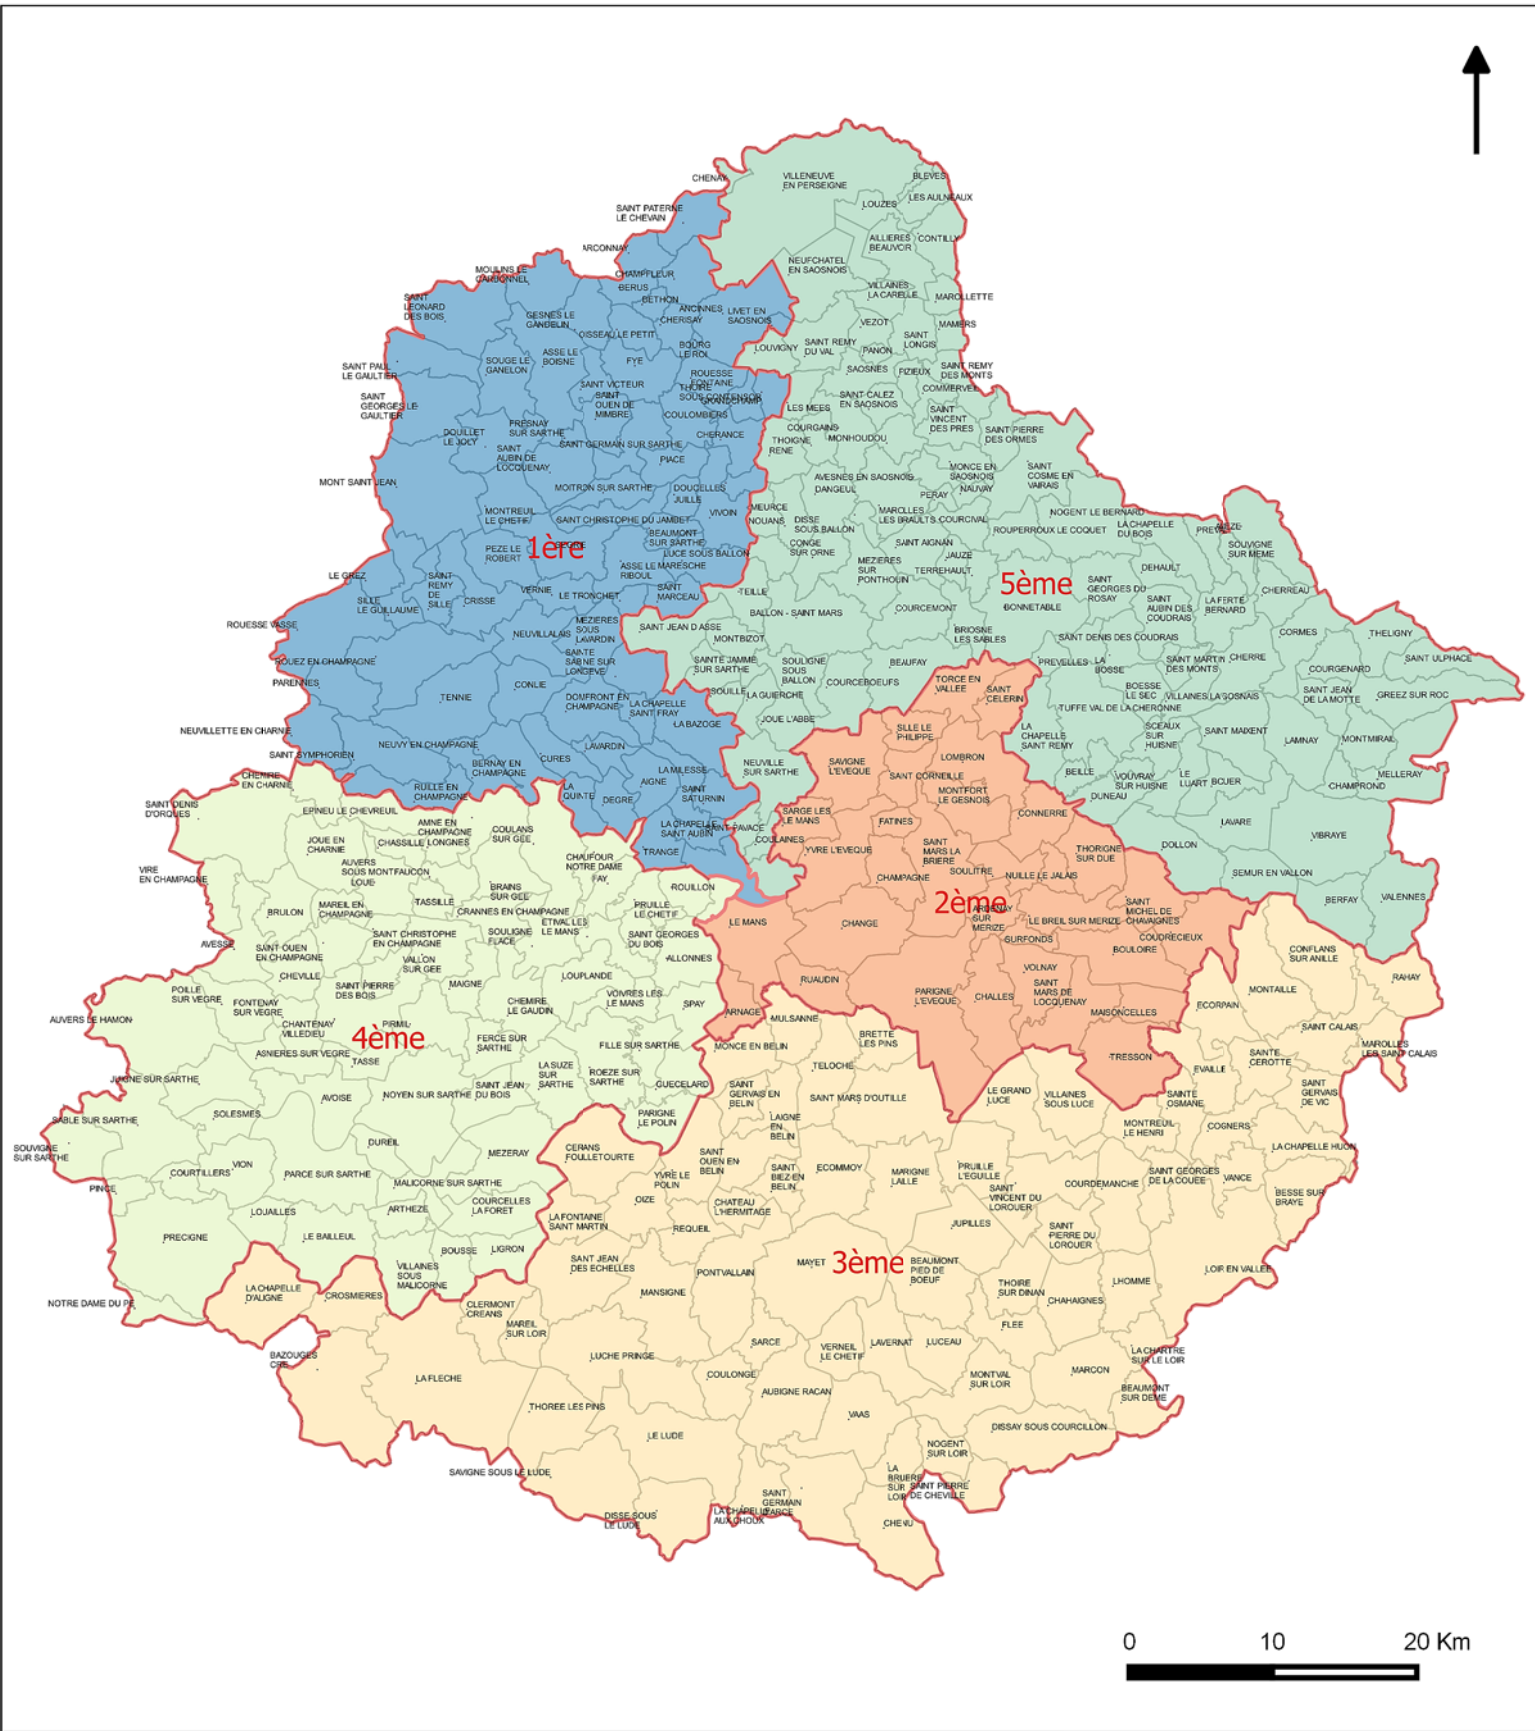 CHENAY
VILLENEUVE
EN PERSEIGNE
BLEVES
LES AULNEAUX
LOUZES
SAINT PATERNE
LE CHEVAIN
ALLIERES
BEAUVOIR
CONTILLY
ARCONNAY
NEUFCHATEL
EN SAOSNOIS
MOULINS LE
CARBONNEL
CHAMPFLEUR
BERUS
BETHON
VILLAINES
LA CARELLE
MAROLLETTE
SAINT
LEONARD
DES BOIS
ANCINNES
CHERISAY
LIVET EN
SAOSNOIS
GESNES LE
GANDELIN
OISSEAU LE PETIT
VEZOT
MAMERS
SAINT
LONGIS
BOURG
LE ROI
LOUVIGNY
SAINT REMY
DU VAL
PANON
SOUGE LE
GANELON
ASSE LE
BOISNE
FYE
SAINT PAUL
LE GAULTIER
SAOSNES
PIZIEUX
SAINT REMY
DES MONTS
ROUESSE
FONTAINE
THOIRE
SOUS CONTENSOR
GRANDCHAMP
SAINT VICTEUR
SAINT
OUEN DE
MIMBRE
COMMERVEIL
SAINT CALEZ
EN SAOSNOIS
SAINT
GEORGES LE
GAULTIER
LES MEES
COULOMBIERS
SAINT
VINCENT
DES PRES
COURGAINS
SAINT PIERRE
DES ORMES
DOUILLET
LE JOLY
FRESNAY
SUR SARTHE
CHERANCE
THOIGNE
RENE
MONHOUDOU
SAINT GERMAIN SUR SARTHE
SAINT
AUBIN DE
LOCQUENAY
PIACE
MONCE EN
SAOSNOIS
SAINT
COSME EN
VAIRAIS
MONT SAINT JEAN
MOITRON SUR SARTHE
DOUCELLES
JUILLE
AVESNES EN SAOSNOIS
DANGEUL
NAUVAY
PERAY
MONTREUIL
LE CHETIF
SAINT CHRISTOPHE DU JAMBET
VIVOIN
MEURCE
NOUANS
DISSE
SOUS BALLON
MAROLLES
LES BRAULTS
COURCIVAL
NOGENT LE BERNARD
ROUPERROUX LE COQUET
LA CHAPELLE
DU BOIS
SOUVIGNE
SUR MEME
1ère
PEZE LE
ROBERT
BEAUMONT
SUR SARTHE
LUCE SOUS BALLON
CONGE
SUR ORNE
SAINT AIGNAN
JAUZE
TERREHAULT
MEZIERES
SUR
PONTHOUIN
DEHAULT
ASSE LE
RIBOUL
MARESCHE
LE GREZ
SILLE
LE GUILLAUME
SAINT
REMY
DE
SILLE
CRISSE
VERNIE
LE TRONCHET
SAINT
MARCEAU
TEILLE
5ème
SAINT
GEORGES DU
ROSAY
SAINT
AUBIN DES
COUDRAIS
LA FERTE
BERNARD
CHERREAU
BONNETABLE
COURCEMONT
BALLON - SAINT MARS
ROUESSE VASSE
NEUVILLALAIS
MEZIERES
SOUS
LAVARDIN
SAINT JEAN D ASSE
MONTBIZOT
BRIOSNE
LES SABLES
SAINT DENIS DES COUDRAIS
CORMES
THELIGNY
ROUEZ EN CHAMPAGNE
SAINTE
SABINE SUR
LONGEVE
SAINTE JAMME
SUR SARTHE
SOULIGNE
SOUS
BALLON
BEAUFAY
PREVELLES
LA
BOSSE
SAINT MARTIN
DES MONTS
CHERRE
COURGENARD
SAINT ULPHACE
PARENNES
TENNIE
CONLIE
DOMFRONT EN
CHAMPAGNE
LA CHAPELLE
SAINT FRAY
SOUILLE
LA GUIERCHE
COURCEBOEUFS
TORCE EN
VALLEE
SAINT
CELERIN
BOESSE
LE SEC
VILLAINES LA GOSNAIS
SAINT JEAN
DE LA MOTTE
GREEZ SUR ROC
TUFFE VAL DE LA CHERONNE
NEUVILLETTE EN CHARNIE
LA BAZOGE
JOUE L'ABBE
SILLE LE
PHILIPPE
LA
CHAPELLE
SAINT REMY
SCEAUX
SUR
HUISNE
SAINT MAIXENT
LAMNAY
MONTMIRAIL
NEUVY EN CHAMPAGNE
LAVARDIN
SAINT SYMPHORIEN
BERNAY EN
CHAMPAGNE
CURES
LA MILESSE
AIGNE
NEUVILLE
SUR SARTHE
SAVIGNE
L'EVEQUE
LOMBRON
SAINT CORNEILLE
BEILLE
VOUVRAY
SUR HUISNE
LE
LUART
BOUER
MELLERAY
CHAMPROND
CHEMIRE
EN CHARNIE
RUILLE EN
CHAMPAGNE
LA
QUINTE
DEGRE
SAINT
SATURNIN
MONTFORT
LE GESNOIS
DUNEAU
SAINT DENIS
D'ORQUES
EPINEU LE CHEVREUIL
AMNE EN
CHAMPAGNE
COULANS
SUR GEE
LA CHAPELLE
SAINT AUBIN
SAINT PAVACE
COULAINES
SARGE LES
LE MANS
FATINES
CONNERRE
LAVARE
VIBRAYE
JOUE EN
CHARNIE
CHASSILLE
LONGNES
TRANGE
YVRE L'EVEQUE
SAINT
MARS LA
BRIERE
THORIGNE
SUR DUE
DOLLON
AUVERS
SOUS MONTFAUCON
LOUE
CHAUFOUR
NOTRE DAME
FAY
VIRE
EN CHAMPAGNE
CHAMPAGNE
SOULITRE
NUILLE LE JALAIS
SEMUR EN VALLON
BRAINS
SUR GEE
ROUILLON
BRULON
MAREIL EN
CHAMPAGNE
TASSILLE
CRANNES EN CHAMPAGNE
PRUILLE
LE CHETIF
2ème
ARDENAY
SUR
MERIZE
SAINT
MICHEL DE
CHAVAIGNES
BERFAY
VALENNES
ETIVAL LES
LE MANS
LE MANS
CHANGE
LE BREIL SUR MERIZE
AVESSE
SAINT OUEN
EN CHAMPAGNE
SAINT CHRISTOPHE
EN CHAMPAGNE
SOULIGNE
FLACE
SAINT GEORGES
DU BOIS
SURFONDS
COUDRECIEUX
BOULOIRE
CONFLANS
SUR ANILLE
VALLON
SUR GEE
ALLONNES
CHEVILLE
LOUPLANDE
RUAUDIN
VOLNAY
RAHAY
POILLE
SUR VEGRE
SAINT PIERRE
DES BOIS
MAIGNE
VOIVRES LES
LE MANS
SPAY
PARIGNE
L'EVEQUE
CHALLES
SAINT
MARS DE
LOCQUENAY
MONTAILLE
FONTENAY
SUR VEGRE
CHEMIRE
LE GAUDIN
ARNAGE
ECORPAIN
AUVERS LE HAMON
CHANTENAY
VILLEDIEU
PIRMIL
4ème
MULSANNE
MAISONCELLES
SAINT CALAIS
FERCE SUR
SARTHE
FILLE SUR SARTHE
MONCE EN BELIN
BRETTE
LES PINS
MAROLLES
LES SAINT CALAIS
ASNIERES SUR VEGRE
TASSE
TRESSON
SAINTE
CEROTTE
EVAILLE
LA SUZE
SUR
SARTHE
ROEZE SUR
SARTHE
TELOCHE
JUIGNE SUR SARTHE
AVOISE
NOYEN SUR SARTHE
SAINT JEAN
DU BOIS
GUECELARD
SAINT
GERVAIS EN
BELIN
SAINT MARS D'OUTILLE
LE GRAND
LUCE
VILLAINES
SOUS LUCE
SAINTE
OSMANE
SAINT
GERVAIS
DE VIC
SABLE SUR SARTHE
SOLESMES
PARIGNE
LE POLIN
LAIGNE
EN
BELIN
MONTREUIL
LE HENRI
COGNERS
SOUVIGNE
SUR SARTHE
DUREIL
MEZERAY
CERANS
FOULLETOURTE
SAINT
OUEN EN
BELIN
LA CHAPELLE HUON
COURTILLERS
VION
PARCE SUR SARTHE
MALICORNE SUR SARTHE
YVRE LE
POLIN
SAINT
BIEZ EN
BELIN
ECOMMOY
MARIGNE
LAILLE
PRUILLE
L'EGUILLE
COURDEMANCHE
SAINT GEORGES
DE LA COUEE
VANCE
BESSE SUR
BRAYE
PINCE
COURCELLES
LA FORET
OIZE
CHATEAU
L'HERMITAGE
SAINT
VINCENT DU
LOROUER
LOUAILLES
ARTHEZE
LA FONTAINE
SAINT MARTIN
REQUEIL
JUPILLES
SAINT
PIERRE DU
LOROUER
PRECIGNE
LE BAILLEUL
BOUSSE
LIGRON
SAINT JEAN
DES ECHELLES
PONTVALLAIN
MAYET
3ème
BEAUMONT
PIED DE
BOEUF
LOIR EN VALLEE
VILLAINES
SOUS
MALICORNE
LHOMME
LA CHAPELLE
D'ALIGNE
CROSMIERES
MANSIGNE
THOIRE
SUR DINAN
CHAHAIGNES
NOTRE DAME DU PE
CLERMONT
CREANS
MAREIL
SUR LOIR
FLEE
SARCE
VERNEIL
LE CHETIF
LAVERNAT
LUCEAU
BAZOUGES
CRE
LUCHE PRINGE
LA CHARTRE
SUR LE LOIR
LA FLECHE
COULONGE
MONTVAL
SUR LOIR
MARCON
AUBIGNE RACAN
BEAUMONT
SUR DEME
THOREE LES PINS
VAAS
LE LUDE
DISSAY SOUS COURCILLON
NOGENT
SUR LOIR
SAVIGNE SOUS LE LUDE
LA
BRUERE
SUR
LOIR
SAINT PIERRE
DE CHEVILLE
SAINT
GERMAIN
D'ARCE
DISSE SOUS
LE LUDE
LA CHAPELLE
AUX CHOUX
CHENU
0 10 20 Km